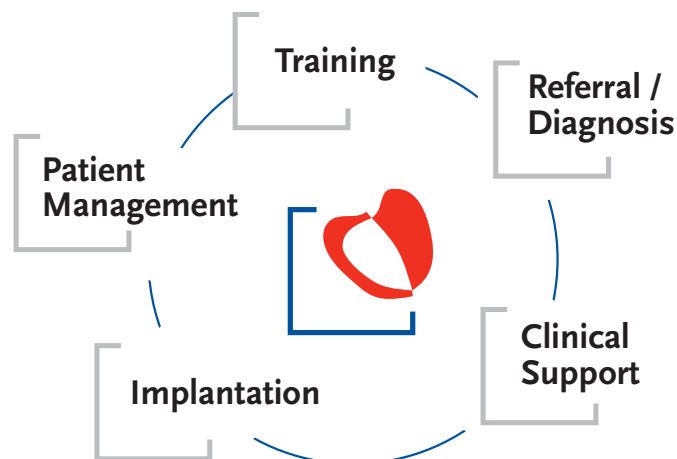 Training
Referral /
Diagnosis
Patient
Management
Clinical
Support
Implantation